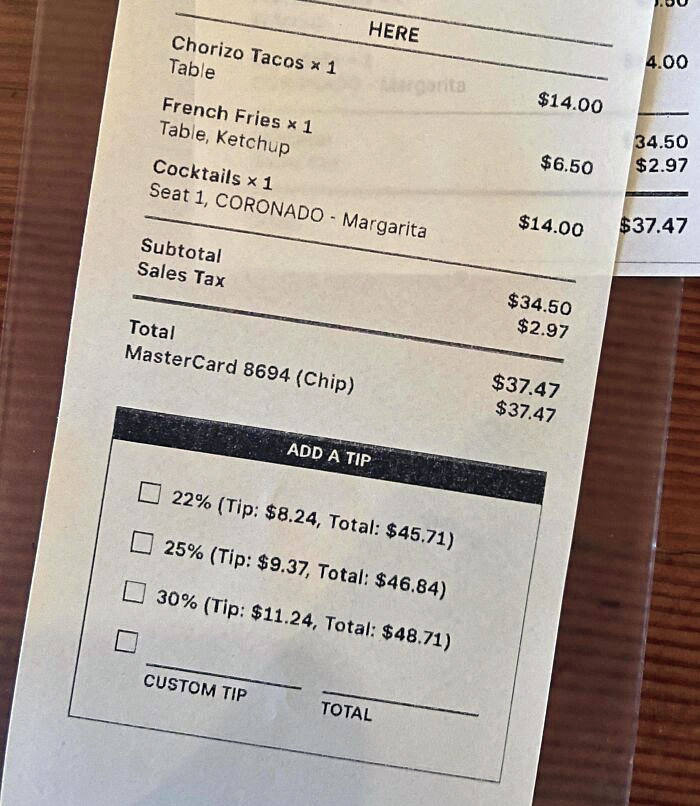 HERE
Chorizo Tacos × 1
Table
$14.00
French Fries × 1
Table, Ketchup
$6.50
Cocktails × 1
Seat 1, CORONADO - Margarita
$14.00
Subtotal
$34.50
Sales Tax
$2.97
Total
$37.47
MasterCard 8694 (Chip)
$37.47
ADD A TIP
22% (Tip: $8.24, Total: $45.71)
25% (Tip: $9.37, Total: $46.84)
30% (Tip: $11.24, Total: $48.71)
CUSTOM TIP
TOTAL
4.00
34.50
$2.97
$37.47